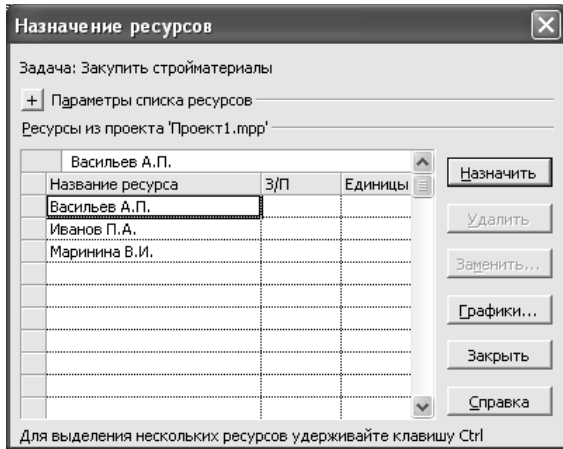 Назначение ресурсов
Задача: Закупить стройматериалы
+ Параметры списка ресурсов
Ресурсы из проекта 'Проект1.mpp'
Васильев А.П.
Название ресурса З/П Единицы
Васильев А.П.
Иванов П.А.
Маринина В.И.
Назначить
Удалить
Заменить...
Графики...
Закрыть
Справка
Для выделения нескольких ресурсов удерживайте клавишу Ctrl